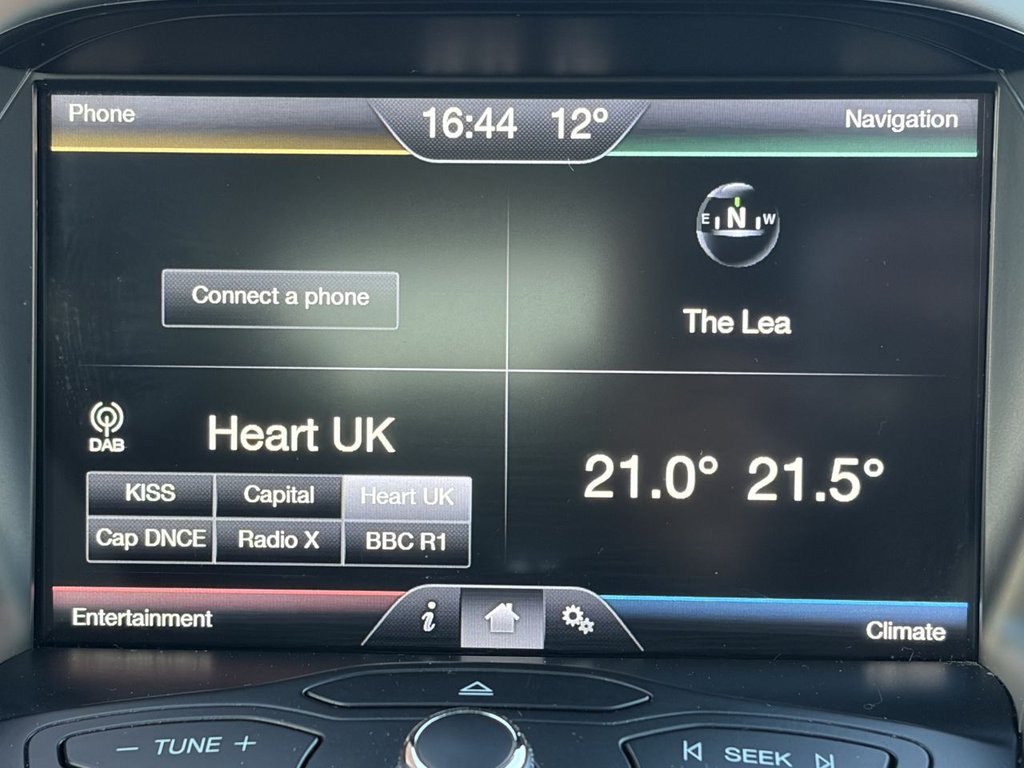 Phone
16:44 12°
Navigation
E N W
Connect a phone
The Lea
DAB
Heart UK
KISS Capital Heart UK
Cap DNCE Radio X BBC R1
21.0° 21.5°
Entertainment
i
Climate
– TUNE +
SEEK